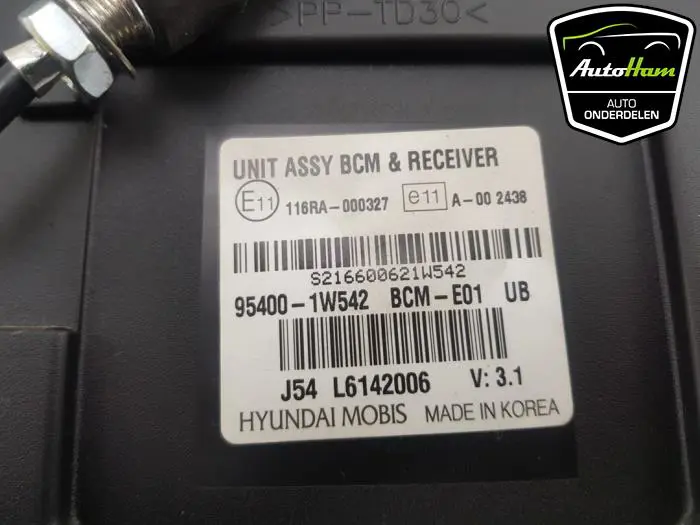 >PP-TD30<
AutoHam
AUTO
ONDERDELEN
UNIT ASSY BCM & RECEIVER
E11 116RA-000327 e11 A-00 2438
S216600621W542
95400-1W542 BCM-E01 UB
J54 L6142006 V: 3.1
HYUNDAI MOBIS MADE IN KOREA